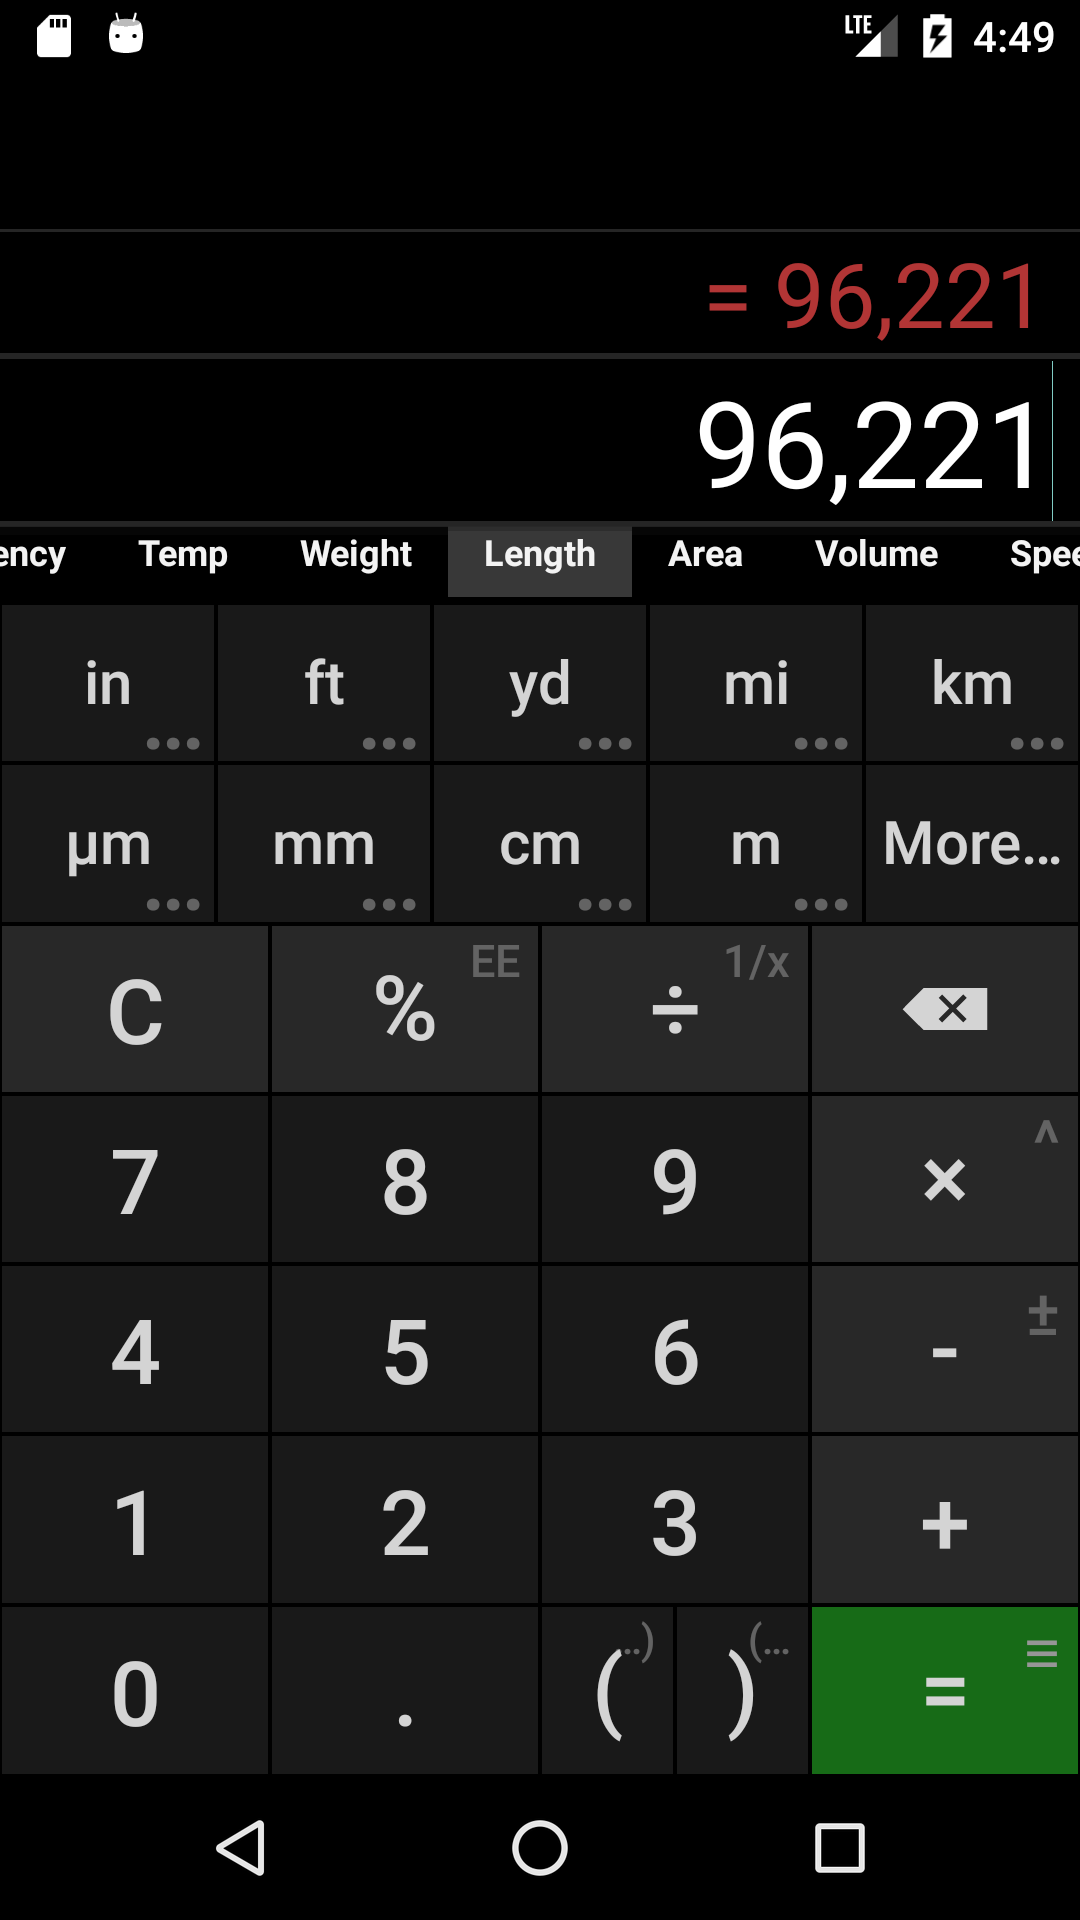 LTE 4:49
= 96,221
96,221
ency Temp Weight Length Area Volume Spee
in ft yd mi km
µm mm cm m More...
C % EE ÷ 1/x
7 8 9 × ^
4 5 6 - ±
1 2 3 +
0 . ( ..) ) (... =